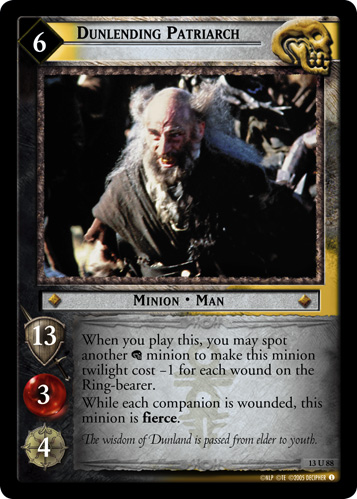 6
DUNLENDING PATRIARCH
MINION • MAN
13
When you play this, you may spot
another minion to make this minion
twilight cost –1 for each wound on the
Ring-bearer.
3
While each companion is wounded, this
minion is fierce.
4
The wisdom of Dunland is passed from elder to youth.
13 U 88
©NLP ™TE ©2005 DECIPHER 1